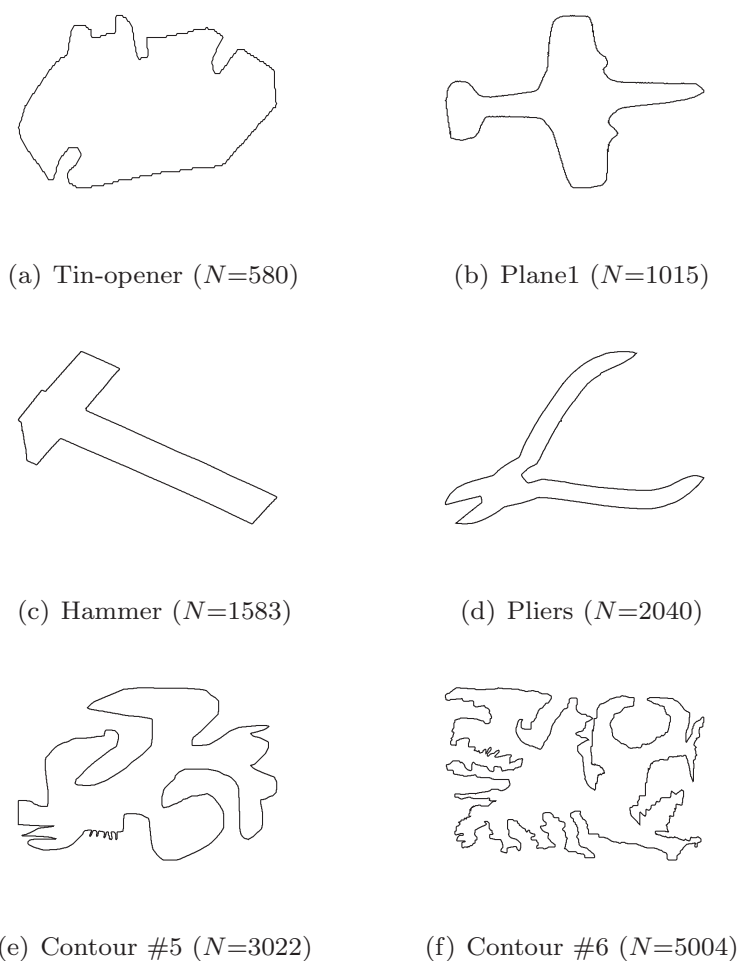 (a) Tin-opener (N=580)
(b) Plane1 (N=1015)
(c) Hammer (N=1583)
(d) Pliers (N=2040)
(e) Contour #5 (N=3022)
(f) Contour #6 (N=5004)